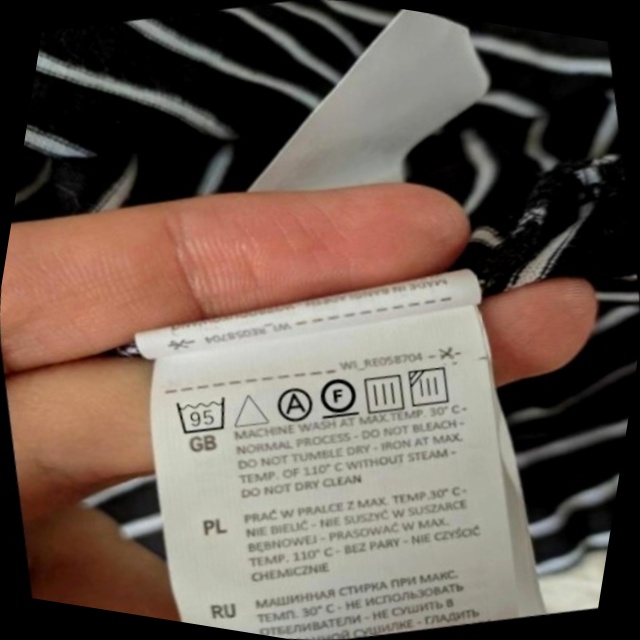 WI_RE058704
WI_RE058704
95 A F
GB
MACHINE WASH AT MAX.TEMP. 30° C -
NORMAL PROCESS - DO NOT BLEACH -
DO NOT TUMBLE DRY - IRON AT MAX.
TEMP. OF 110° C WITHOUT STEAM -
DO NOT DRY CLEAN
PL
PRAĆ W PRALCE Z MAX. TEMP.30° C -
NIE BIELIĆ - NIE SUSZYĆ W SUSZARCE
BĘBNOWEJ - PRASOWAĆ W MAX.
TEMP. 110° C - BEZ PARY - NIE CZYŚCIĆ
CHEMICZNIE
RU
МАШИННАЯ СТИРКА ПРИ МАКС.
ТЕМП. 30° С - НЕ ИСПОЛЬЗОВАТЬ
ОТБЕЛИВАТЕЛИ - НЕ СУШИТЬ В
СУШИЛКЕ - ГЛАДИТЬ